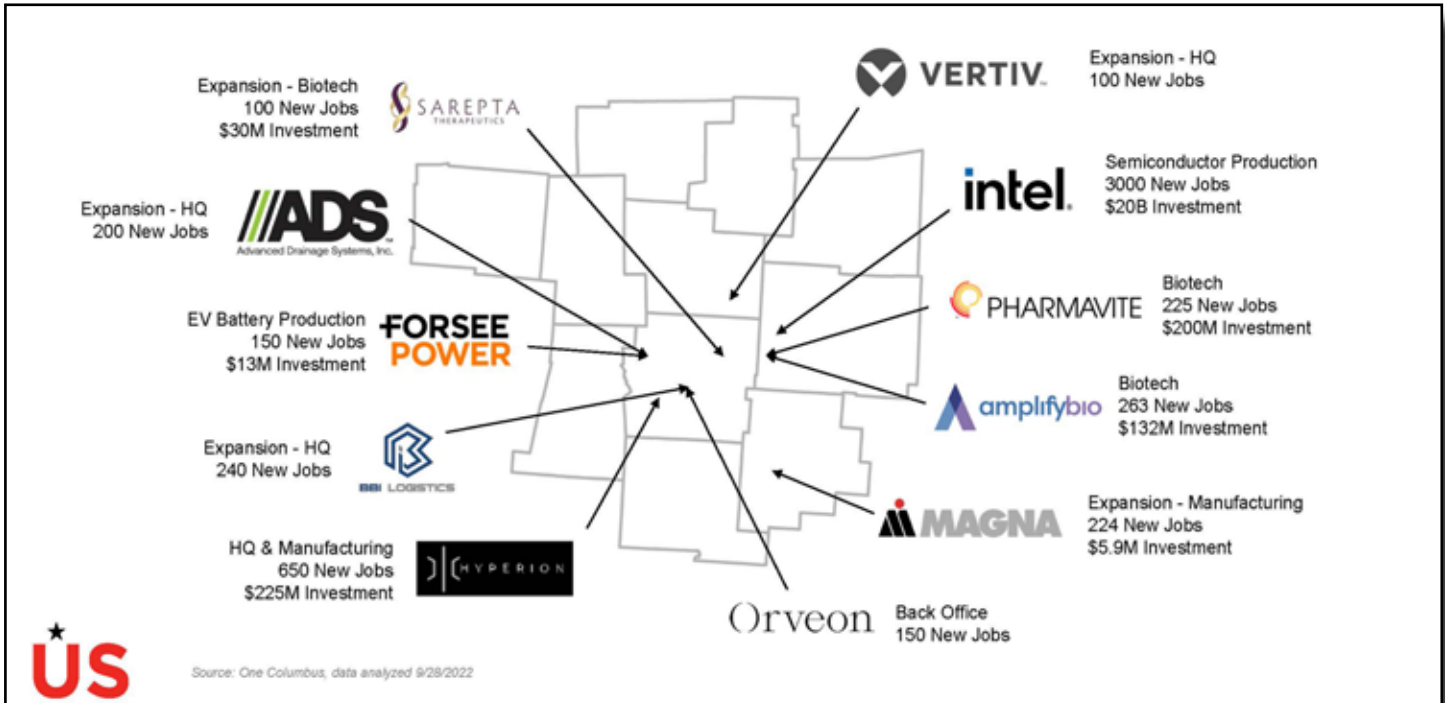 Expansion - Biotech
100 New Jobs
$30M Investment
SAREPTA
THERAPEUTICS
VERTIV™
Expansion - HQ
100 New Jobs
Expansion - HQ
200 New Jobs
ADS™
Advanced Drainage Systems, Inc.
intel.
Semiconductor Production
3000 New Jobs
$20B Investment
EV Battery Production
150 New Jobs
$13M Investment
FORSEE
POWER
PHARMAVITE
Biotech
225 New Jobs
$200M Investment
amplifybio
Biotech
263 New Jobs
$132M Investment
Expansion - HQ
240 New Jobs
BBI LOGISTICS
MAGNA
Expansion - Manufacturing
224 New Jobs
$5.9M Investment
HQ & Manufacturing
650 New Jobs
$225M Investment
HYPERION
Orveon
Back Office
150 New Jobs
US
Source: One Columbus, data analyzed 9/28/2022